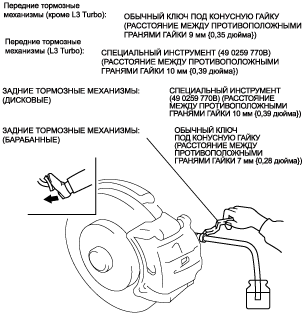 Передние тормозные
механизмы (кроме L3 Turbo):
ОБЫЧНЫЙ КЛЮЧ ПОД КОНУСНУЮ ГАЙКУ
(РАССТОЯНИЕ МЕЖДУ ПРОТИВОПОЛОЖНЫМИ
ГРАНЯМИ ГАЙКИ 9 мм {0,35 дюйма})
Передние тормозные
механизмы (L3 Turbo):
СПЕЦИАЛЬНЫЙ ИНСТРУМЕНТ (49 0259 770B)
(РАССТОЯНИЕ МЕЖДУ ПРОТИВОПОЛОЖНЫМИ
ГРАНЯМИ ГАЙКИ 10 мм {0,39 дюйма})
ЗАДНИЕ ТОРМОЗНЫЕ МЕХАНИЗМЫ:
(ДИСКОВЫЕ)
СПЕЦИАЛЬНЫЙ ИНСТРУМЕНТ
(49 0259 770B) (РАССТОЯНИЕ
МЕЖДУ ПРОТИВОПОЛОЖНЫМИ
ГРАНЯМИ ГАЙКИ 10 мм {0,39 дюйма})
ЗАДНИЕ ТОРМОЗНЫЕ МЕХАНИЗМЫ:
(БАРАБАННЫЕ)
ОБЫЧНЫЙ КЛЮЧ
ПОД КОНУСНУЮ ГАЙКУ
(РАССТОЯНИЕ МЕЖДУ
ПРОТИВОПОЛОЖНЫМИ
ГРАНЯМИ ГАЙКИ 7 мм {0,28 дюйма})